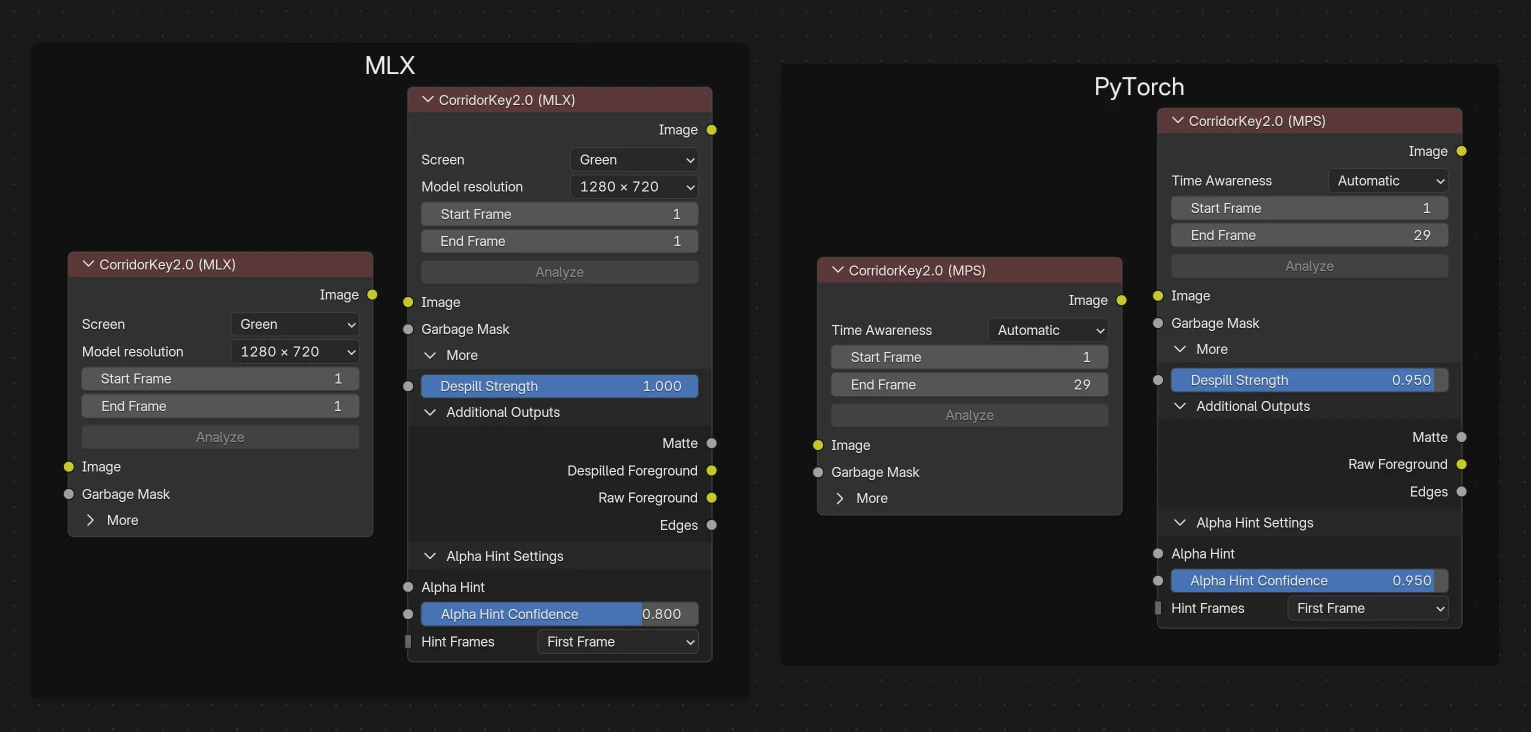 MLX
CorridorKey2.0 (MLX)
Image
Screen Green
Model resolution 1280 × 720
Start Frame 1
End Frame 1
Analyze
Image
Garbage Mask
More
CorridorKey2.0 (MLX)
Image
Screen Green
Model resolution 1280 × 720
Start Frame 1
End Frame 1
Analyze
Image
Garbage Mask
More
Despill Strength 1.000
Additional Outputs
Matte
Despilled Foreground
Raw Foreground
Edges
Alpha Hint Settings
Alpha Hint
Alpha Hint Confidence 0.800
Hint Frames First Frame
PyTorch
CorridorKey2.0 (MPS)
Image
Time Awareness Automatic
Start Frame 1
End Frame 29
Analyze
Image
Garbage Mask
More
CorridorKey2.0 (MPS)
Image
Time Awareness Automatic
Start Frame 1
End Frame 29
Analyze
Image
Garbage Mask
More
Despill Strength 0.950
Additional Outputs
Matte
Raw Foreground
Edges
Alpha Hint Settings
Alpha Hint
Alpha Hint Confidence 0.950
Hint Frames First Frame